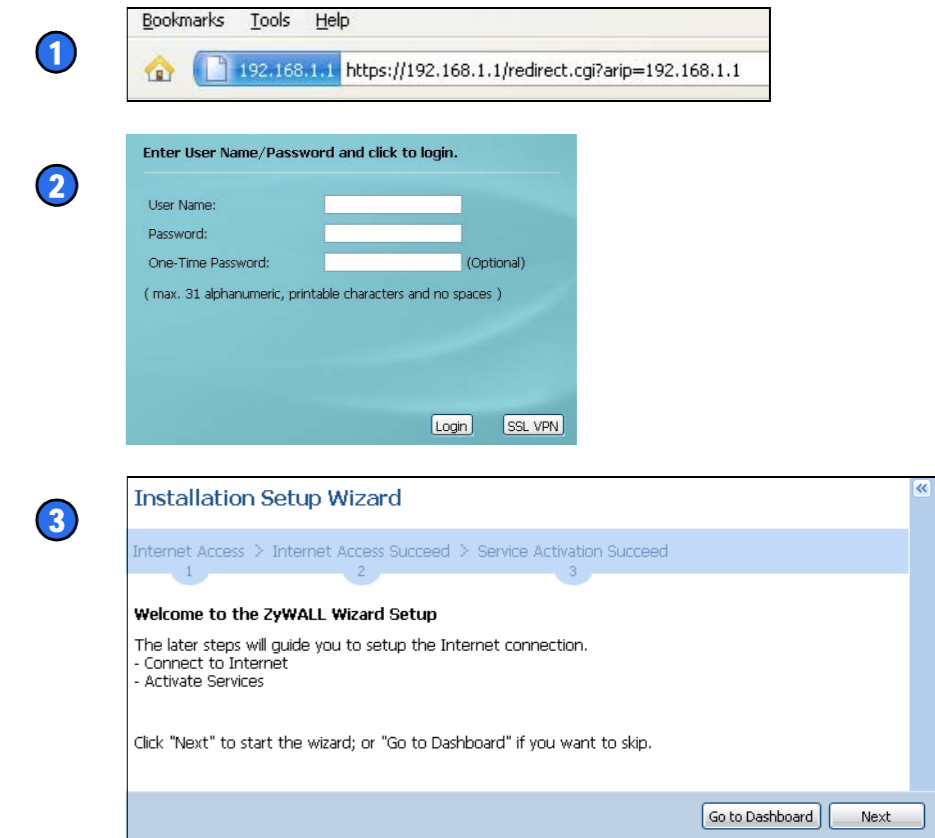 1
Bookmarks Tools Help
192.168.1.1 https://192.168.1.1/redirect.cgi?arip=192.168.1.1
2
Enter User Name/Password and click to login.
User Name:
Password:
One-Time Password: (Optional)
( max. 31 alphanumeric, printable characters and no spaces )
Login SSL VPN
3
Installation Setup Wizard
Internet Access > Internet Access Succeed > Service Activation Succeed
1 2 3
Welcome to the ZyWALL Wizard Setup
The later steps will guide you to setup the Internet connection.
- Connect to Internet
- Activate Services
Click "Next" to start the wizard; or "Go to Dashboard" if you want to skip.
Go to Dashboard Next